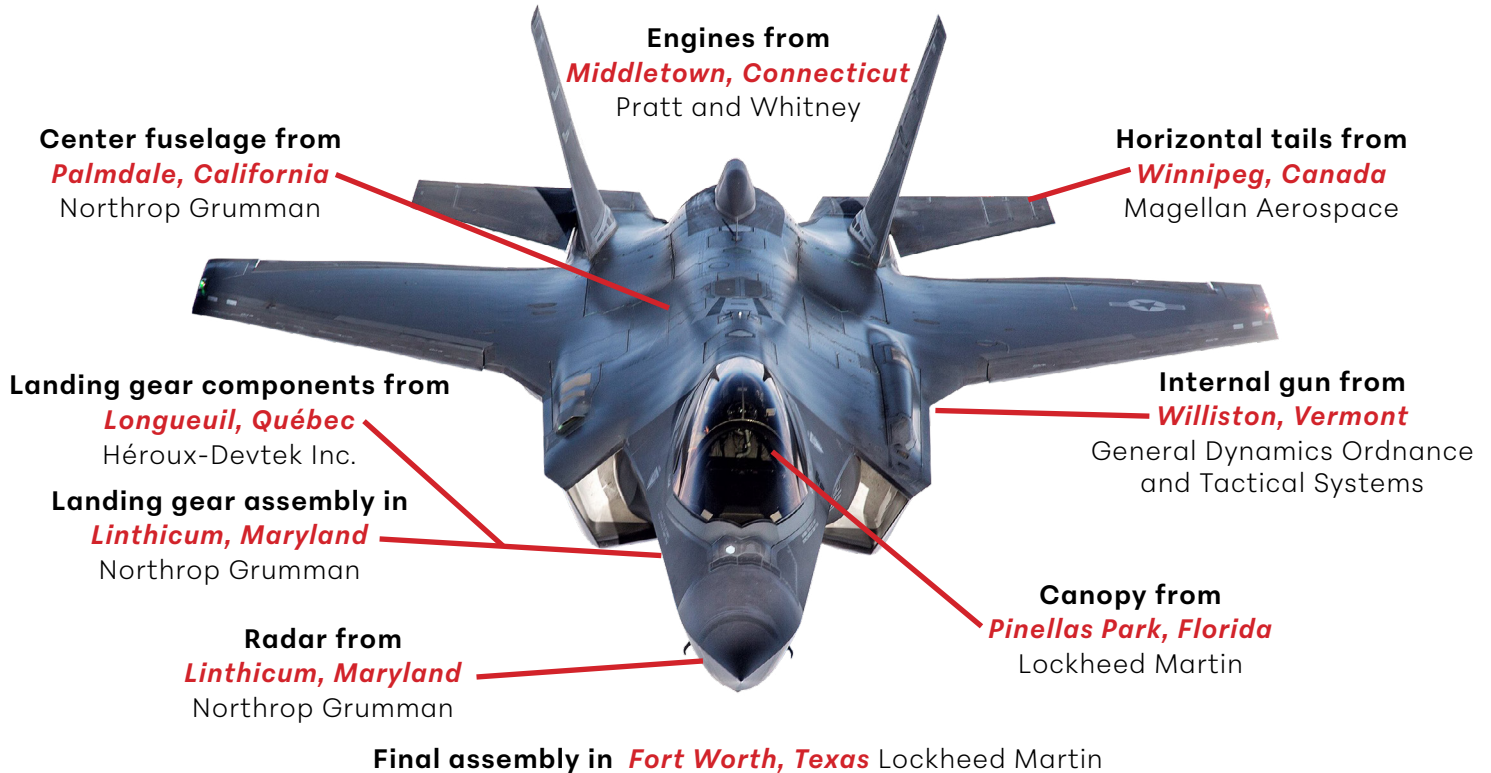 Engines from
Middletown, Connecticut
Pratt and Whitney
Center fuselage from
Palmdale, California
Northrop Grumman
Horizontal tails from
Winnipeg, Canada
Magellan Aerospace
Landing gear components from
Longueuil, Québec
Héroux-Devtek Inc.
Landing gear assembly in
Linthicum, Maryland
Northrop Grumman
Internal gun from
Williston, Vermont
General Dynamics Ordnance
and Tactical Systems
Radar from
Linthicum, Maryland
Northrop Grumman
Canopy from
Pinellas Park, Florida
Lockheed Martin
Final assembly in Fort Worth, Texas Lockheed Martin